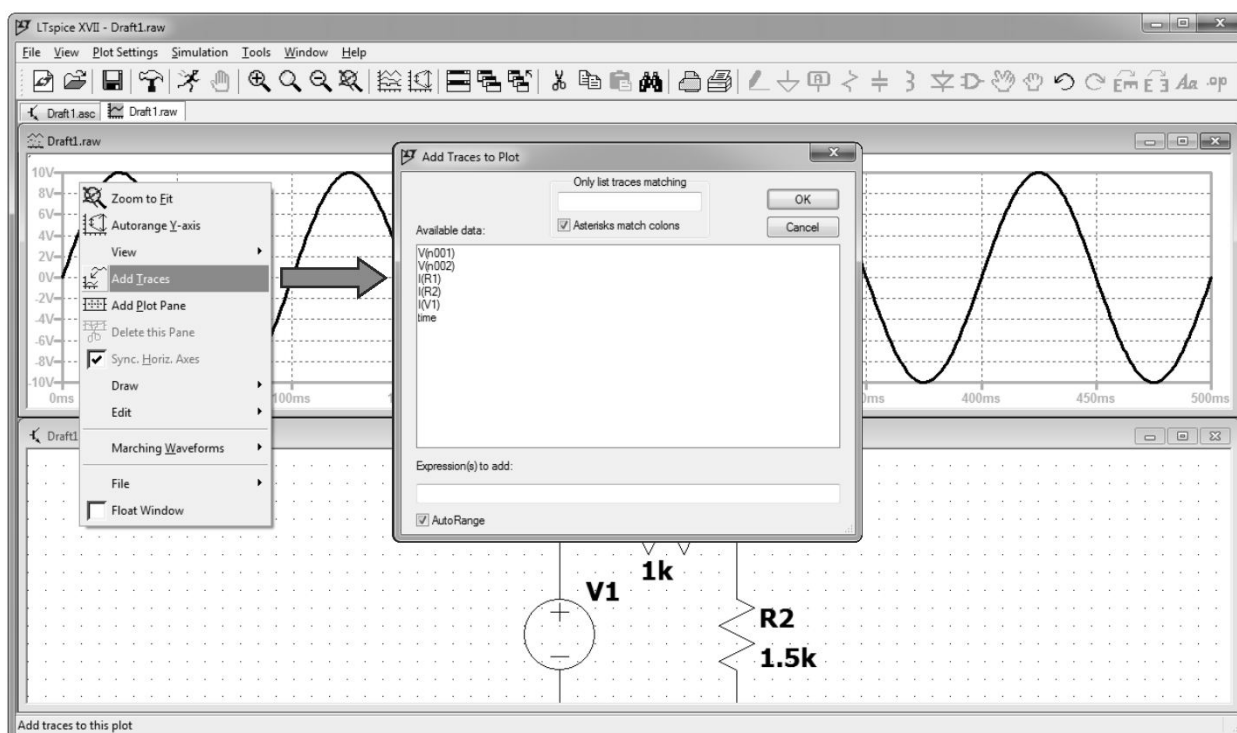 LTspice XVII - Draft1.raw
File View Plot Settings Simulation Tools Window Help
Aa .op
Draft1.asc Draft1.raw
Draft1.raw
10V
8V
6V
4V
2V
0V
-2V
-4V
-6V
-8V
-10V
0ms 100ms 400ms 450ms 500ms
Zoom to Fit
Autorange Y-axis
View
Add Traces
Add Plot Pane
Delete this Pane
Sync. Horiz. Axes
Draw
Edit
Marching Waveforms
File
Float Window
Add Traces to Plot
Only list traces matching
OK
Asterisks match colons
Cancel
Available data:
V(n001)
V(n002)
I(R1)
I(R2)
I(V1)
time
Expression(s) to add:
AutoRange
Draft1
1k
V1
R2
1.5k
Add traces to this plot